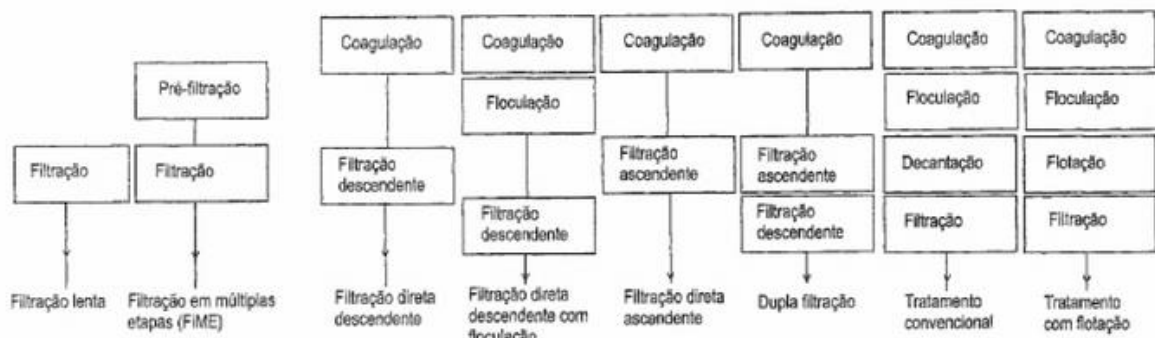 Coagulação
Coagulação
Coagulação
Coagulação
Coagulação
Coagulação
Pré-filtração
Floculação
Floculação
Floculação
Filtração
Filtração
Filtração
descendente
Filtração
ascendente
Filtração
ascendente
Decantação
Flotação
Filtração
descendente
Filtração
descendente
Filtração
Filtração
Filtração lenta
Filtração em múltiplas
etapas (FiME)
Filtração direta
descendente
Filtração direta
descendente com
floculação
Filtração direta
ascendente
Dupla filtração
Tratamento
convencional
Tratamento
com flotação